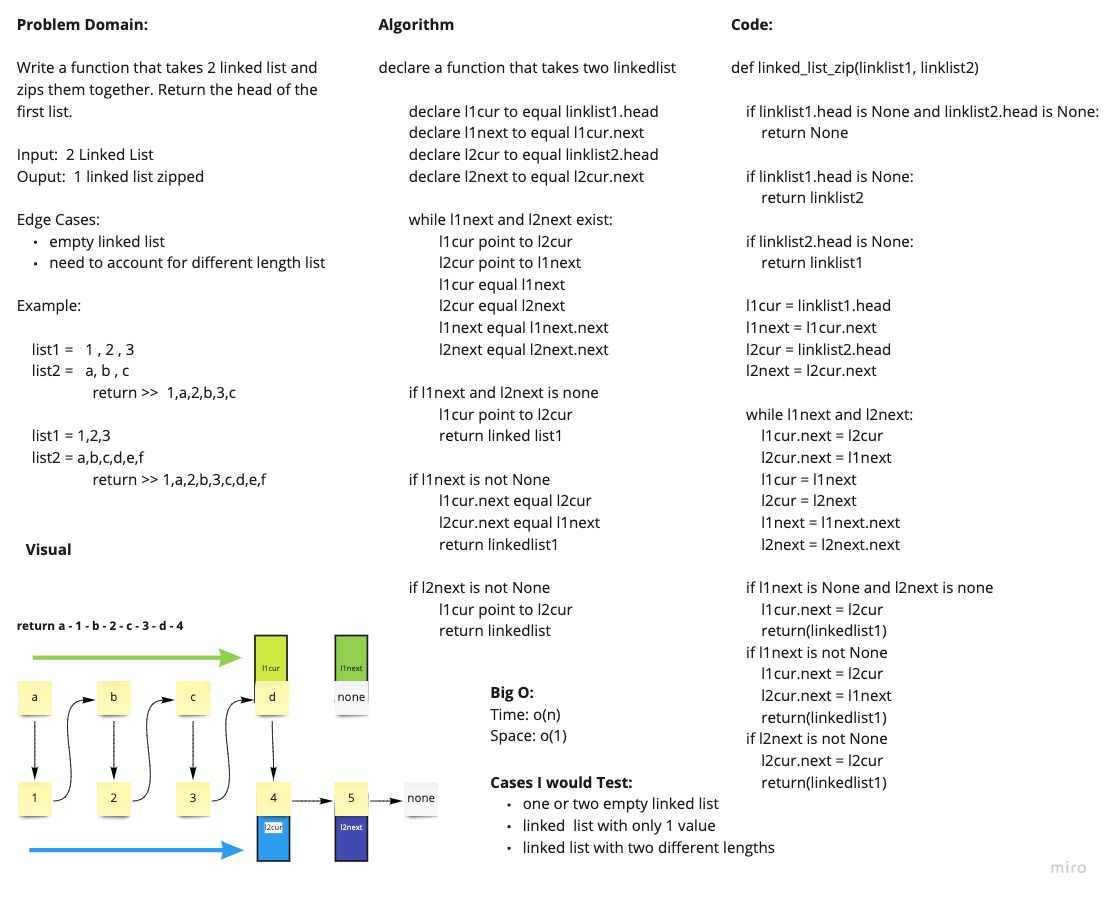 Problem Domain:
Write a function that takes 2 linked list and
zips them together. Return the head of the
first list.
Input:  2 Linked List
Ouput:  1 linked list zipped
Edge Cases:
• empty linked list
• need to account for different length list
Example:
list1 =   1 , 2 , 3
list2 =   a, b , c
return >>  1,a,2,b,3,c
list1 = 1,2,3
list2 = a,b,c,d,e,f
return >> 1,a,2,b,3,c,d,e,f
Visual
return a - 1 - b - 2 - c - 3 - d - 4
l1cur
l1next
a
b
c
d
none
1
2
3
4
5
none
l2cur
l2next
Algorithm
declare a function that takes two linkedlist
declare l1cur to equal linklist1.head
declare l1next to equal l1cur.next
declare l2cur to equal linklist2.head
declare l2next to equal l2cur.next
while l1next and l2next exist:
l1cur point to l2cur
l2cur point to l1next
l1cur equal l1next
l2cur equal l2next
l1next equal l1next.next
l2next equal l2next.next
if l1next and l2next is none
l1cur point to l2cur
return linked list1
if l1next is not None
l1cur.next equal l2cur
l2cur.next equal l1next
return linkedlist1
if l2next is not None
l1cur point to l2cur
return linkedlist
Big O:
Time: o(n)
Space: o(1)
Cases I would Test:
• one or two empty linked list
• linked  list with only 1 value
• linked list with two different lengths
Code:
def linked_list_zip(linklist1, linklist2)
if linklist1.head is None and linklist2.head is None:
return None
if linklist1.head is None:
return linklist2
if linklist2.head is None:
return linklist1
l1cur = linklist1.head
l1next = l1cur.next
l2cur = linklist2.head
l2next = l2cur.next
while l1next and l2next:
l1cur.next = l2cur
l2cur.next = l1next
l1cur = l1next
l2cur = l2next
l1next = l1next.next
l2next = l2next.next
if l1next is None and l2next is none
l1cur.next = l2cur
return(linkedlist1)
if l1next is not None
l1cur.next = l2cur
l2cur.next = l1next
return(linkedlist1)
if l2next is not None
l2cur.next = l2cur
return(linkedlist1)
miro